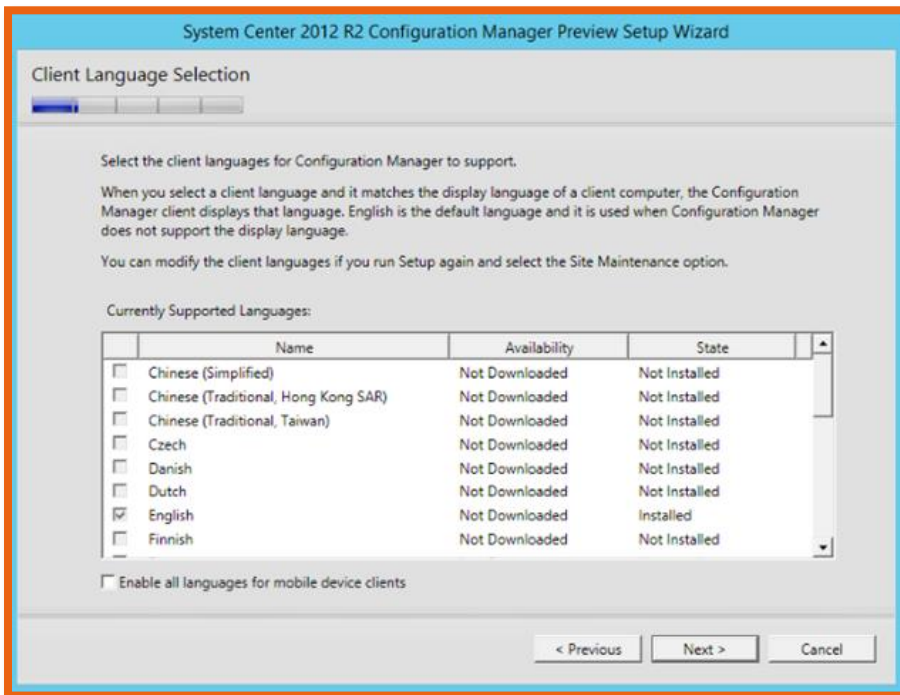 System Center 2012 R2 Configuration Manager Preview Setup Wizard
Client Language Selection
Select the client languages for Configuration Manager to support.
When you select a client language and it matches the display language of a client computer, the Configuration
Manager client displays that language. English is the default language and it is used when Configuration Manager
does not support the display language.
You can modify the client languages if you run Setup again and select the Site Maintenance option.
Currently Supported Languages:
Name Availability State
Chinese (Simplified) Not Downloaded Not Installed
Chinese (Traditional, Hong Kong SAR) Not Downloaded Not Installed
Chinese (Traditional, Taiwan) Not Downloaded Not Installed
Czech Not Downloaded Not Installed
Danish Not Downloaded Not Installed
Dutch Not Downloaded Not Installed
English Not Downloaded Installed
Finnish Not Downloaded Not Installed
Enable all languages for mobile device clients
< Previous Next > Cancel